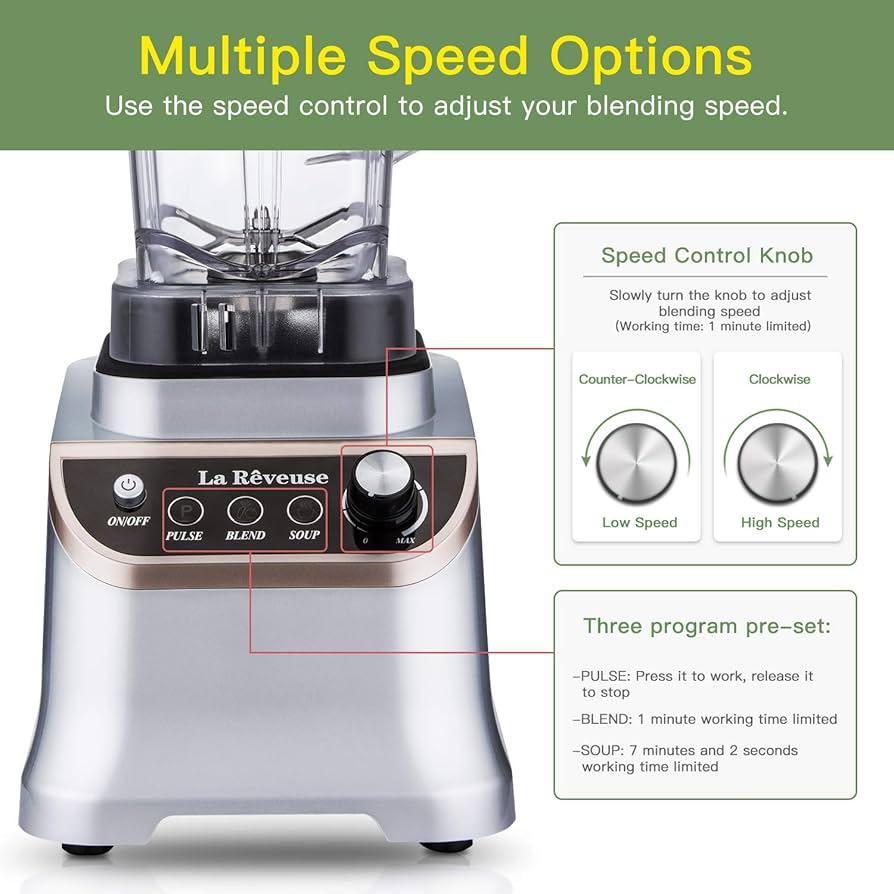 Multiple Speed Options
Use the speed control to adjust your blending speed.
Speed Control Knob
Slowly turn the knob to adjust
blending speed
(Working time: 1 minute limited)
Counter-Clockwise
Clockwise
Low Speed
High Speed
La Rêveuse
ON/OFF
P
PULSE
BLEND
SOUP
0
MAX
Three program pre-set:
-PULSE: Press it to work, release it
to stop
-BLEND: 1 minute working time limited
-SOUP: 7 minutes and 2 seconds
working time limited